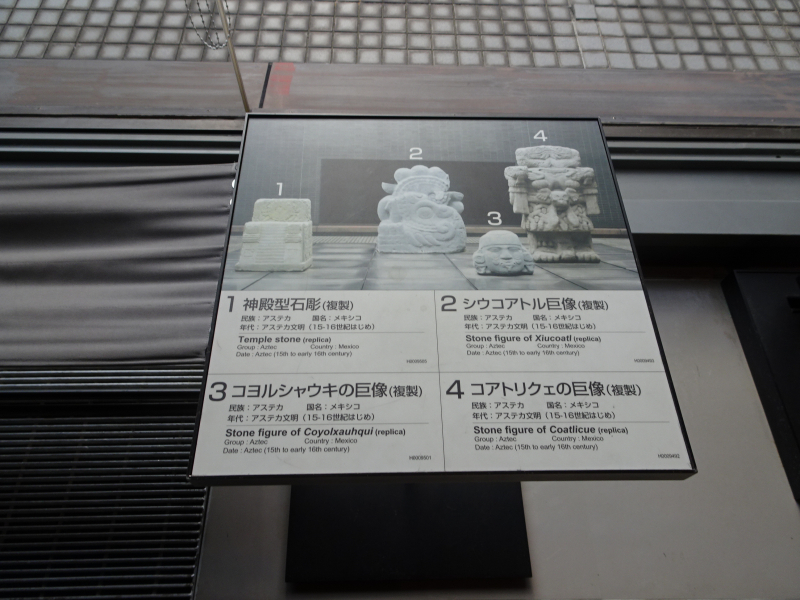 1
2
3
4
1 神殿型石彫(複製)
民族：アステカ 国名：メキシコ
年代：アステカ文明（15-16世紀はじめ）
Temple stone (replica)
Group : Aztec Country : Mexico
Date : Aztec (15th to early 16th century)
2 シウコアトル巨像(複製)
民族：アステカ 国名：メキシコ
年代：アステカ文明（15-16世紀はじめ）
Stone figure of Xiucoatl (replica)
Group : Aztec Country : Mexico
Date : Aztec (15th to early 16th century)
3 コヨルシャウキの巨像(複製)
民族：アステカ 国名：メキシコ
年代：アステカ文明（15-16世紀はじめ）
Stone figure of Coyolxauhqui (replica)
Group : Aztec Country : Mexico
Date : Aztec (15th to early 16th century)
4 コアトリクェの巨像(複製)
民族：アステカ 国名：メキシコ
年代：アステカ文明（15-16世紀はじめ）
Stone figure of Coatlicue (replica)
Group : Aztec Country : Mexico
Date : Aztec (15th to early 16th century)